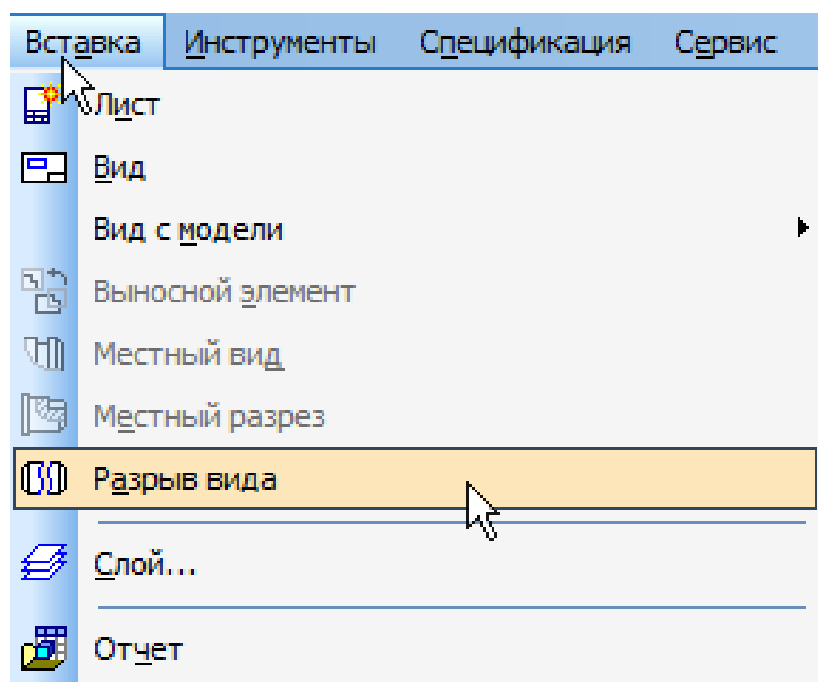 Вставка Инструменты Спецификация Сервис
Лист
Вид
Вид с модели
Выносной элемент
Местный вид
Местный разрез
Разрыв вида
Слой...
Отчет